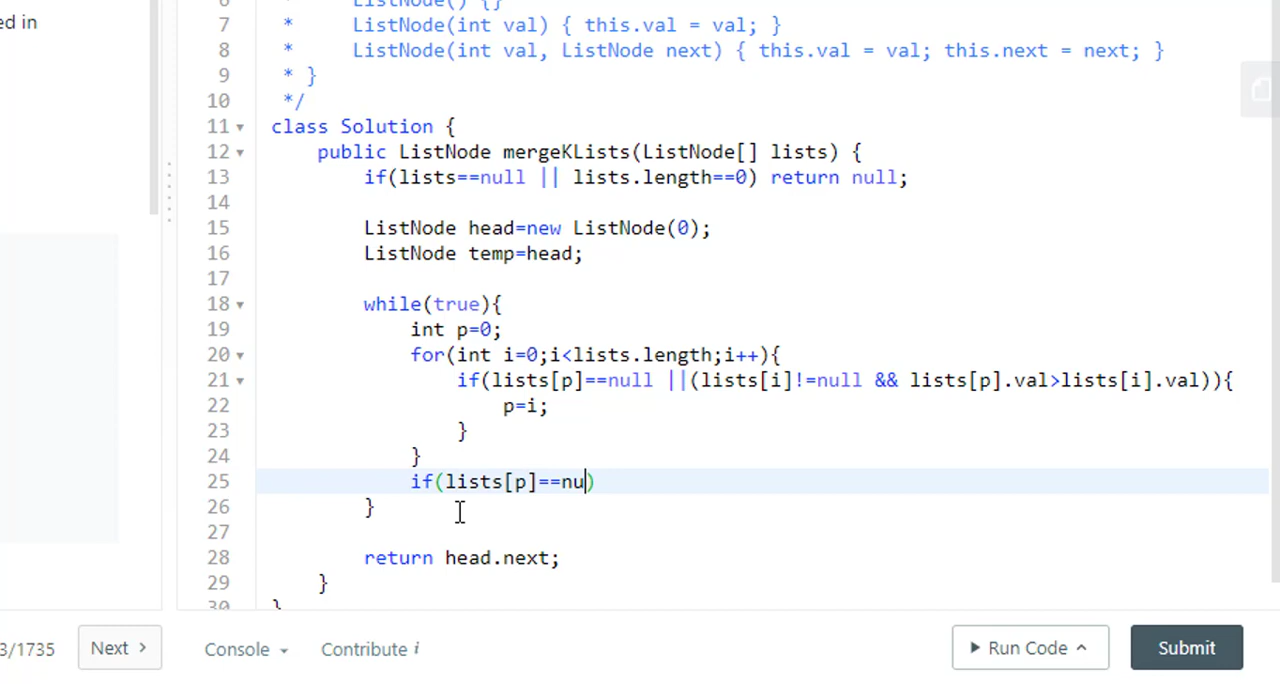 ed in
6 * ListNode() {}
7 * ListNode(int val) { this.val = val; }
8 * ListNode(int val, ListNode next) { this.val = val; this.next = next; }
9 * }
10 */
11 class Solution {
12 public ListNode mergeKLists(ListNode[] lists) {
13 if(lists==null || lists.length==0) return null;
14
15 ListNode head=new ListNode(0);
16 ListNode temp=head;
17
18 while(true){
19 int p=0;
20 for(int i=0;i<lists.length;i++){
21 if(lists[p]==null ||(lists[i]!=null && lists[p].val>lists[i].val)){
22 p=i;
23 }
24 }
25 if(lists[p]==nu)
26 }
27
28 return head.next;
29 }
30 }
3/1735 Next > Console Contribute i Run Code Submit